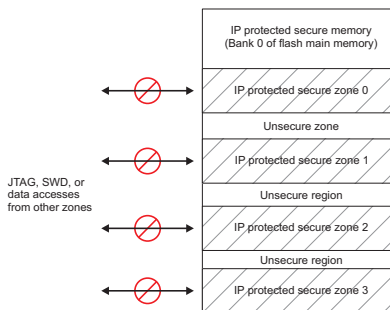 IP protected secure memory
(Bank 0 of flash main memory)
IP protected secure zone 0
Unsecure zone
IP protected secure zone 1
JTAG, SWD, or
data accesses
from other zones
Unsecure region
IP protected secure zone 2
Unsecure region
IP protected secure zone 3